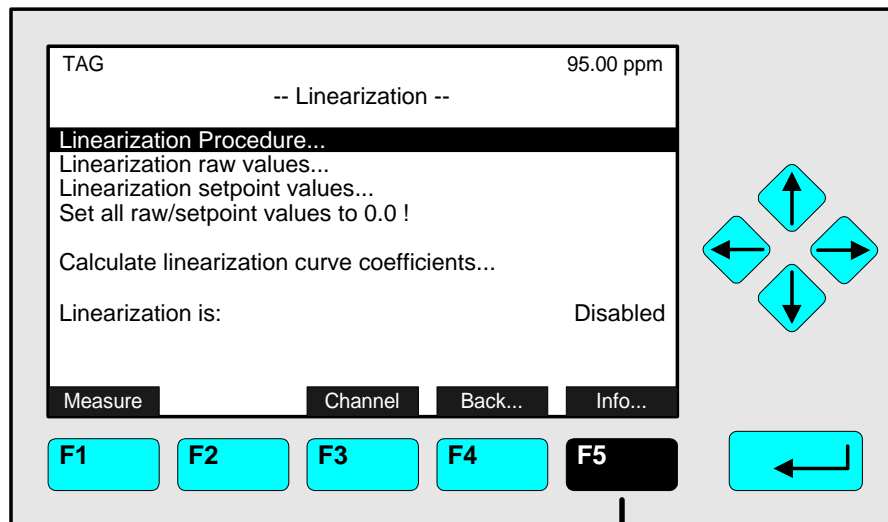 TAG 95.00 ppm
-- Linearization --
Linearization Procedure...
Linearization raw values...
Linearization setpoint values...
Set all raw/setpoint values to 0.0 !
Calculate linearization curve coefficients...
Linearization is: Disabled
Measure Channel Back... Info...
F1 F2 F3 F4 F5